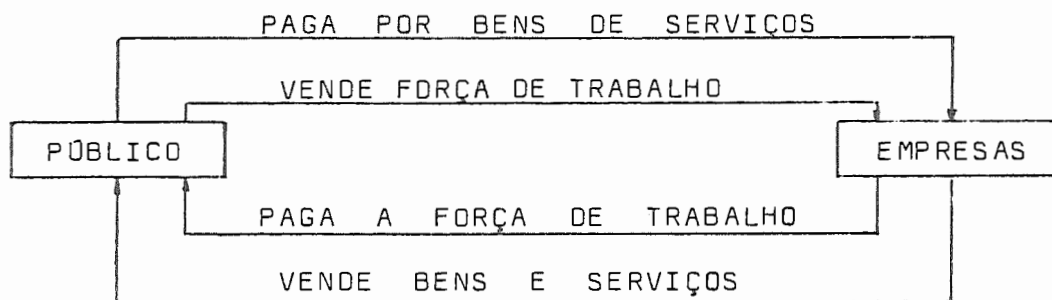 PAGA POR BENS DE SERVIÇOS
VENDE FORÇA DE TRABALHO
PÚBLICO
EMPRESAS
PAGA A FORÇA DE TRABALHO
VENDE BENS E SERVIÇOS